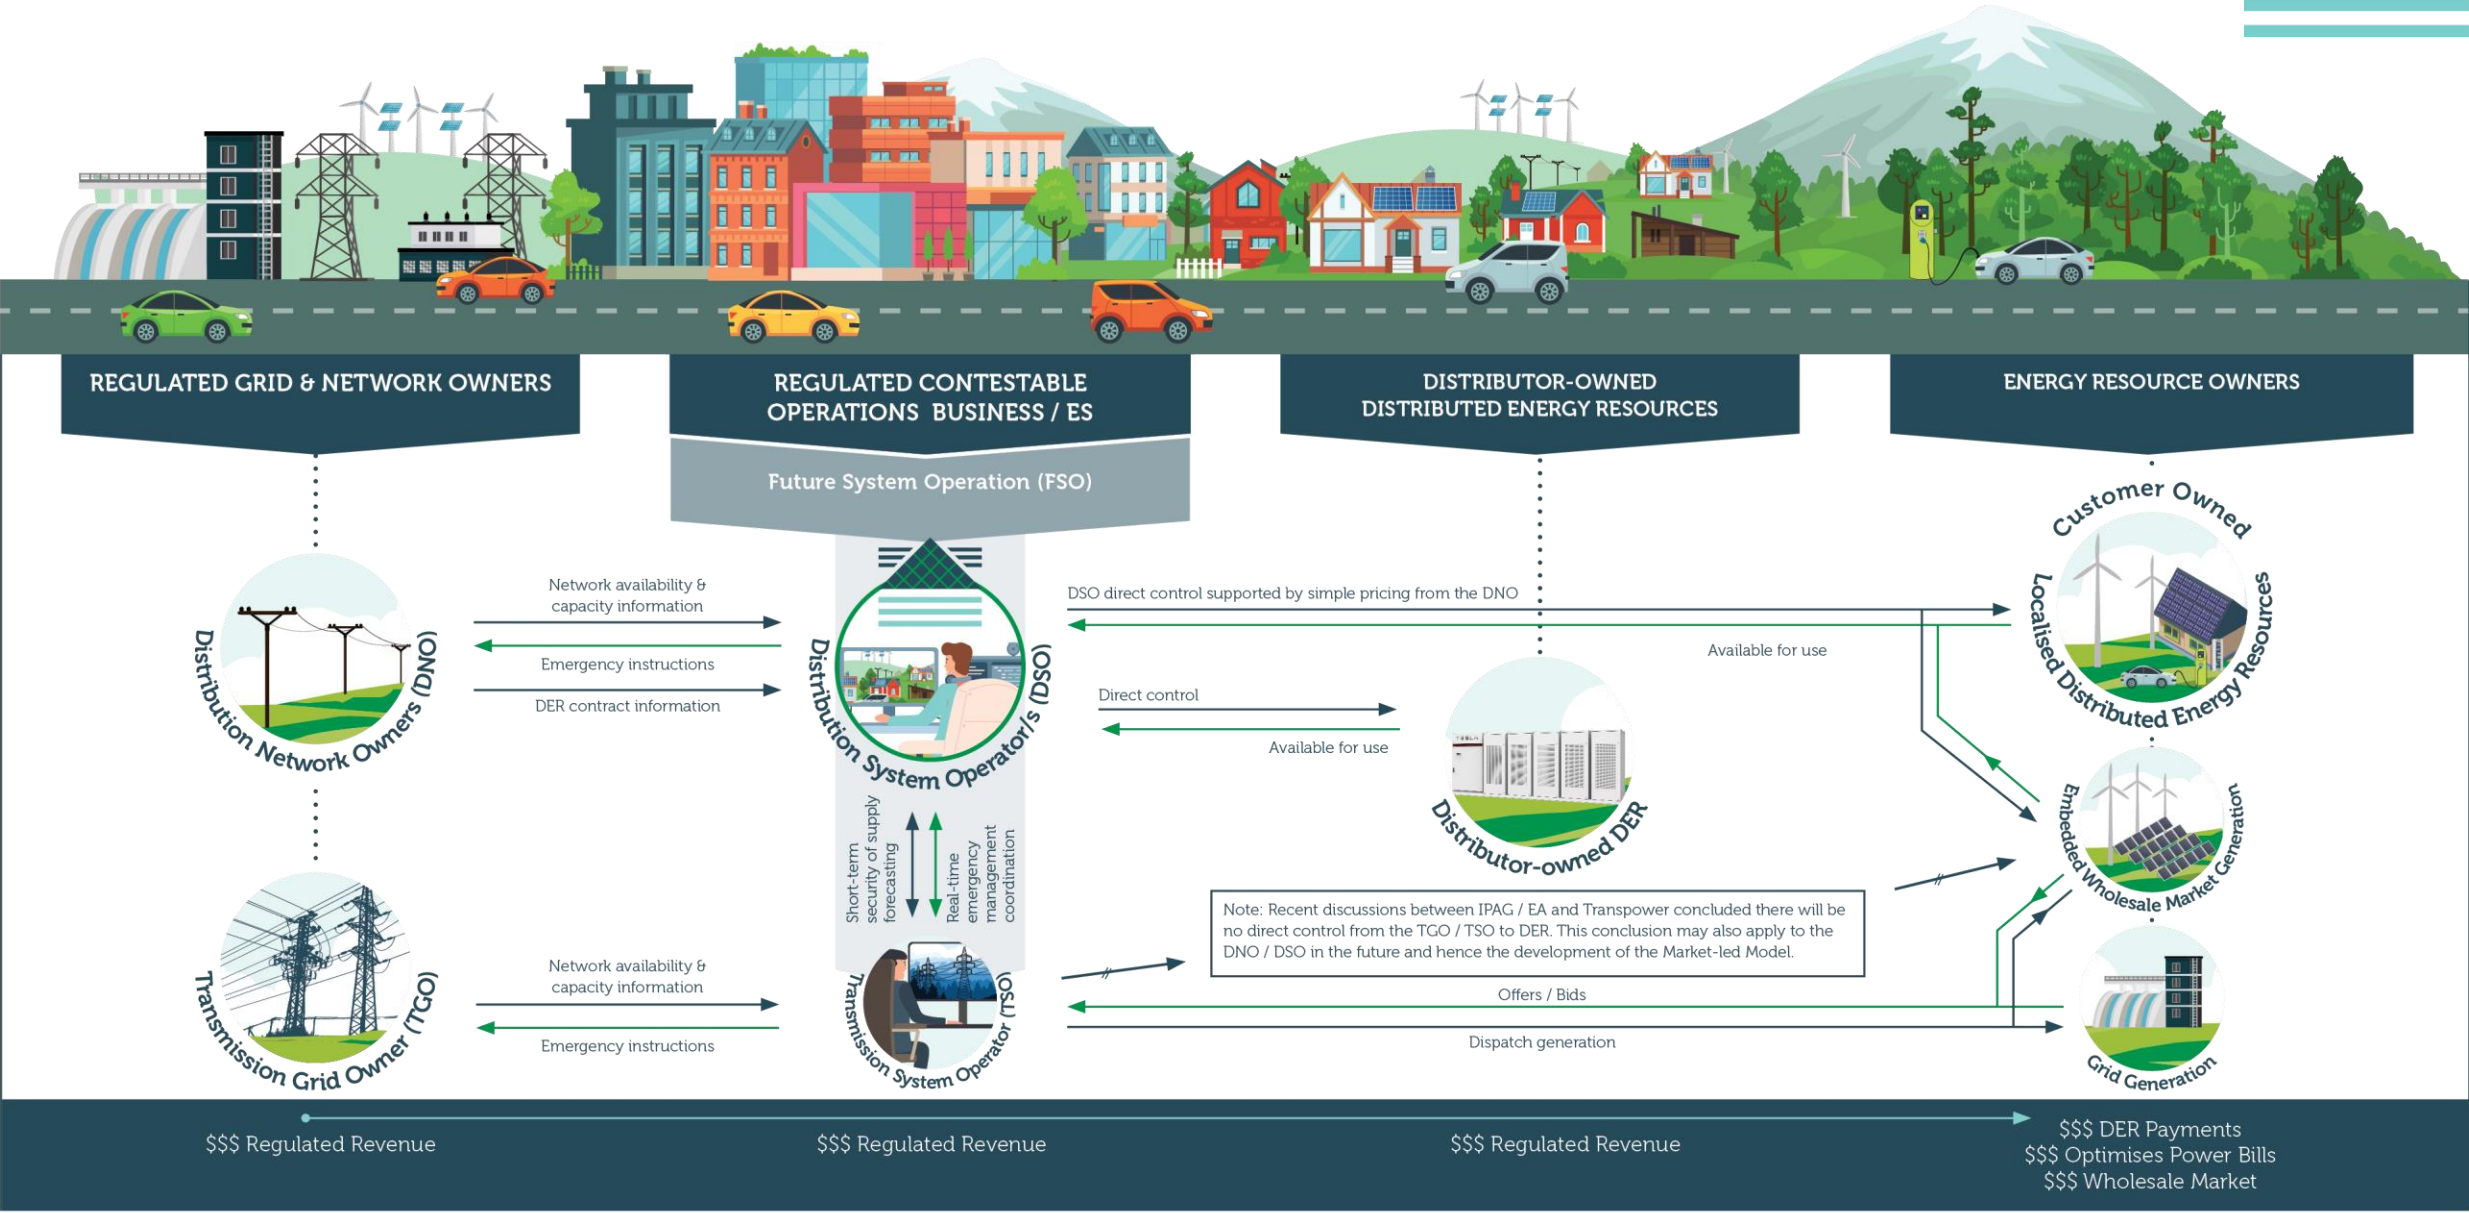 REGULATED GRID & NETWORK OWNERS
REGULATED CONTESTABLE
OPERATIONS BUSINESS / ES
Future System Operation (FSO)
DISTRIBUTOR-OWNED
DISTRIBUTED ENERGY RESOURCES
ENERGY RESOURCE OWNERS
Distribution Network Owners (DNO)
Network availability &
capacity information
Emergency instructions
DER contract information
Distribution System Operator/s (DSO)
DSO direct control supported by simple pricing from the DNO
Available for use
Direct control
Available for use
TESLA
Distributor-owned DER
Customer Owned
Localised Distributed Energy Resources
Embedded Wholesale Market Generation
Short-term
security of supply
forecasting
Real-time
emergency
management
coordination
Note: Recent discussions between IPAG / EA and Transpower concluded there will be
no direct control from the TGO / TSO to DER. This conclusion may also apply to the
DNO / DSO in the future and hence the development of the Market-led Model.
Transmission Grid Owner (TGO)
Network availability &
capacity information
Emergency instructions
Transmission System Operator (TSO)
Offers / Bids
Dispatch generation
Grid Generation
$$$ Regulated Revenue
$$$ Regulated Revenue
$$$ Regulated Revenue
$$$ DER Payments
$$$ Optimises Power Bills
$$$ Wholesale Market